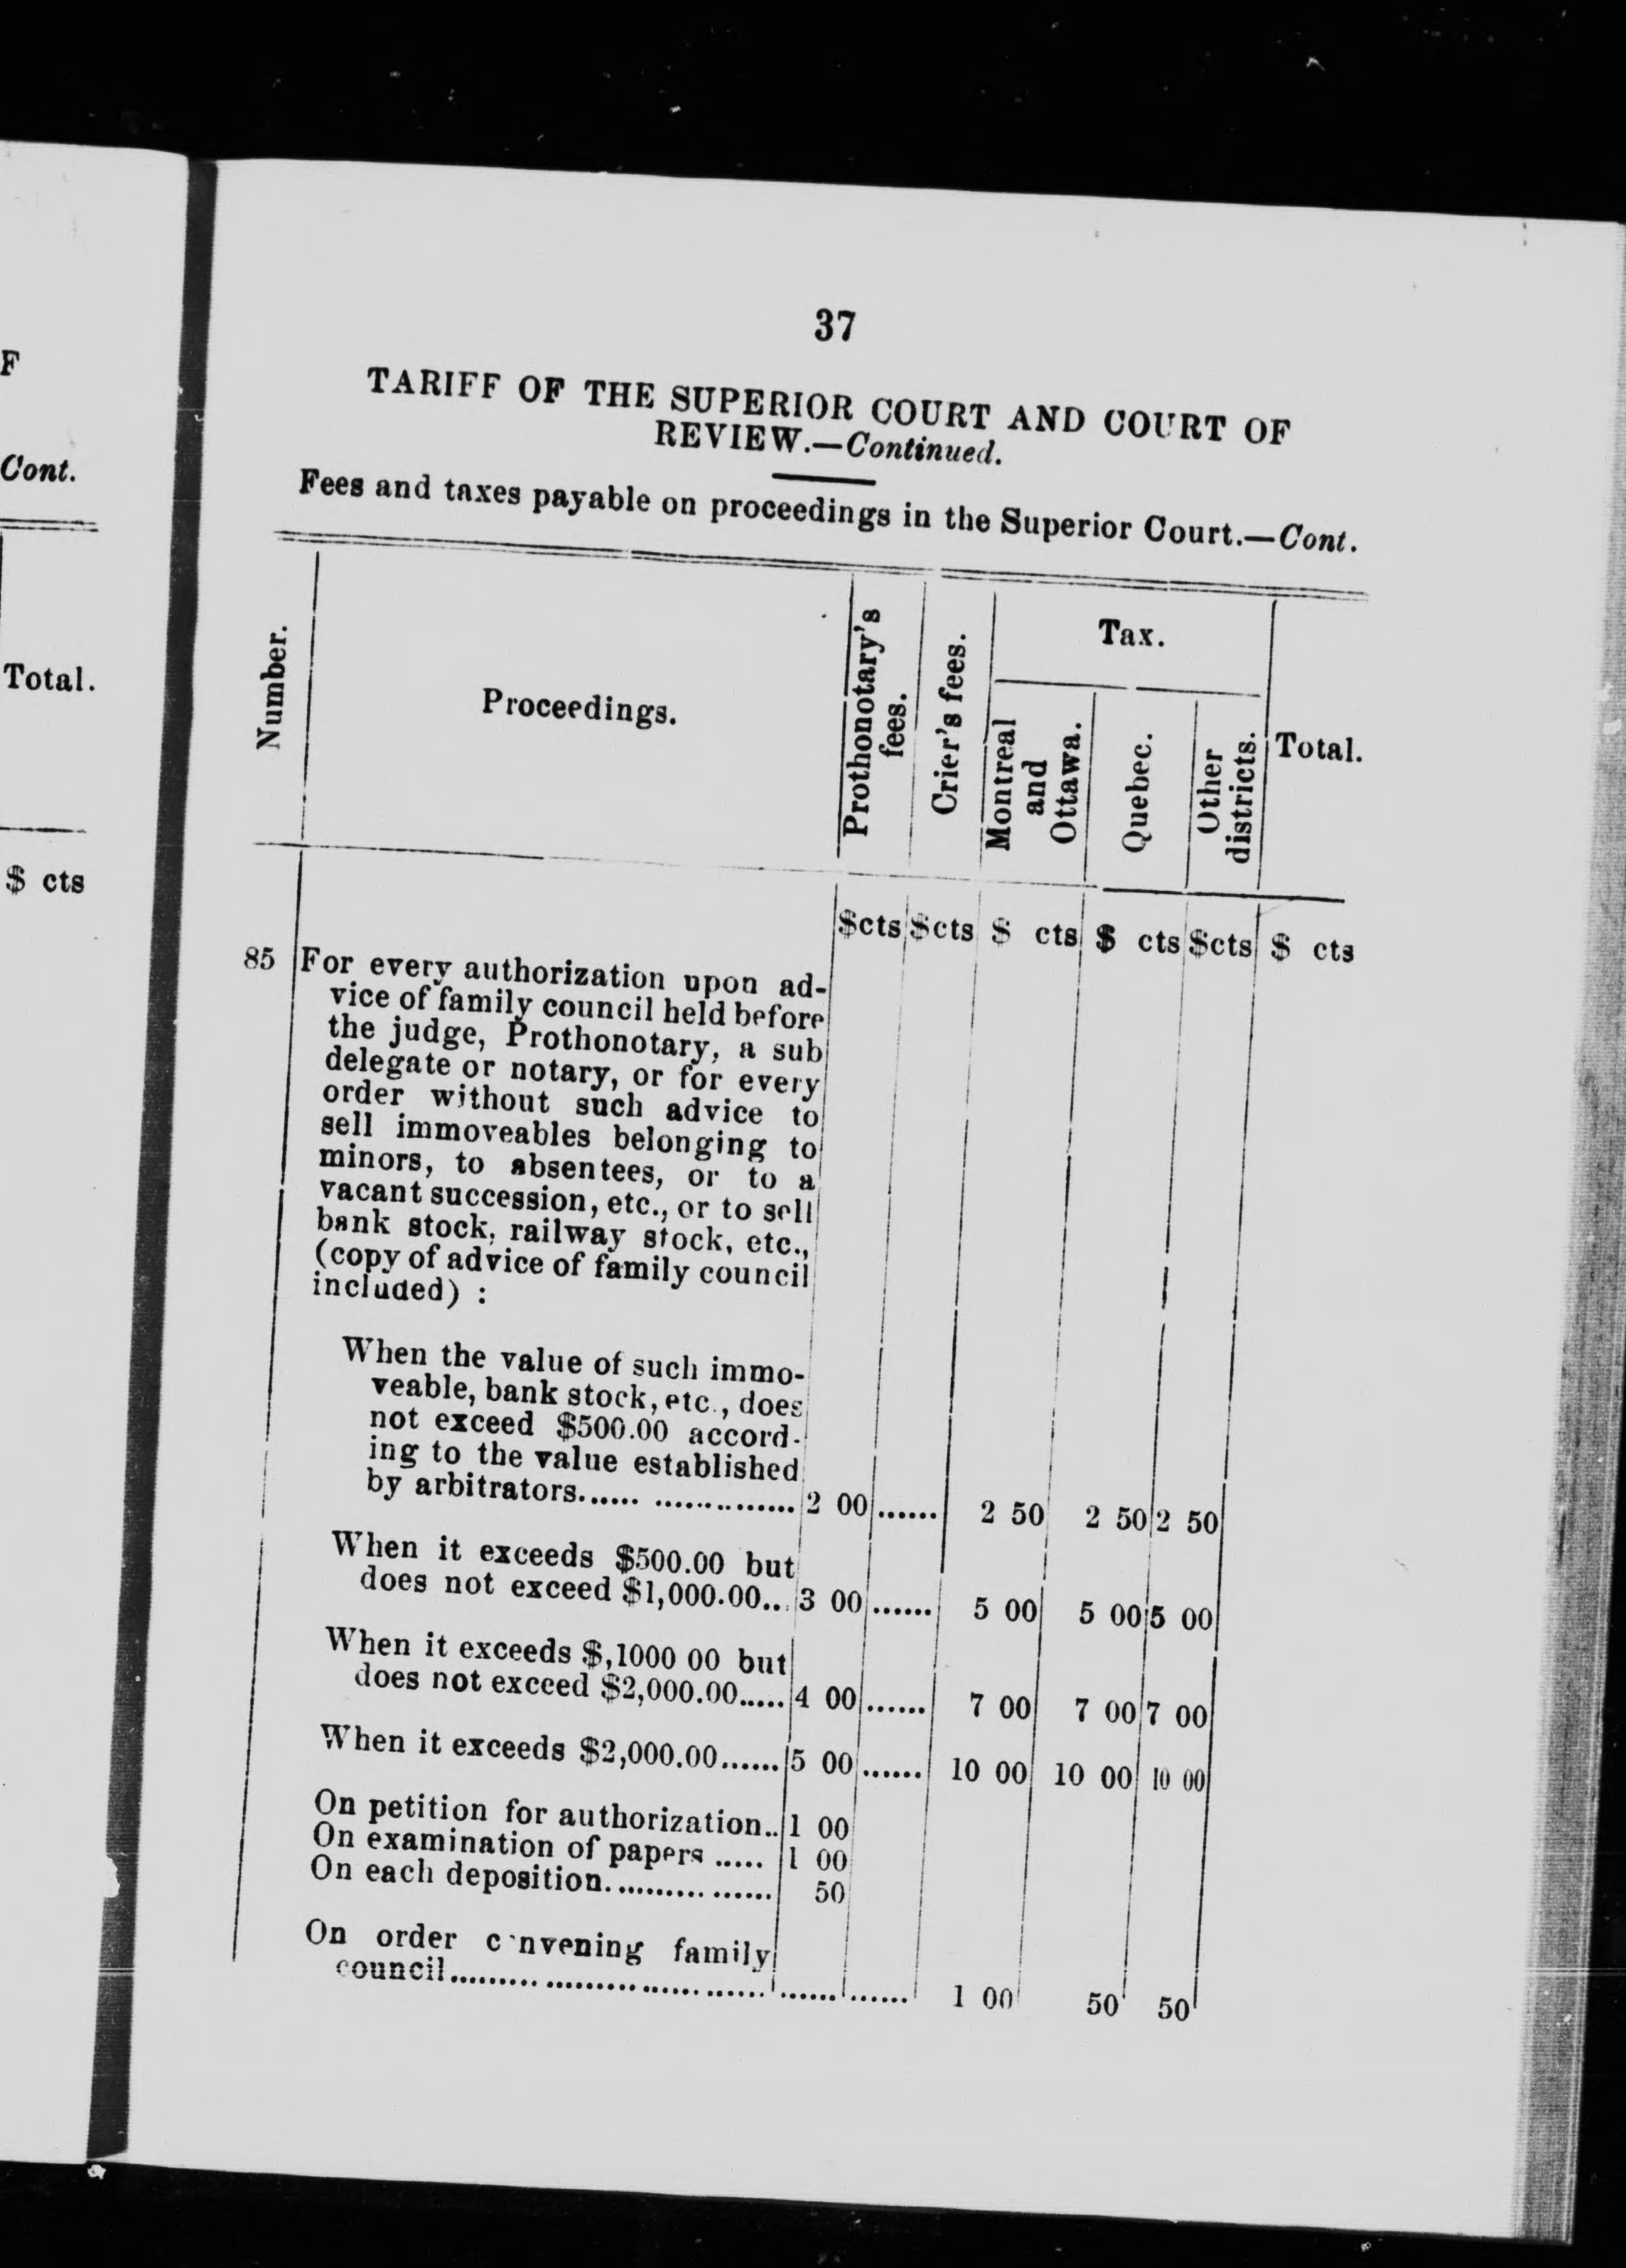 F
Cont.
Total.
$ cts
37
TARIFF OF THE SUPERIOR COURT AND COURT OF
REVIEW.—Continued.
Fees and taxes payable on proceedings in the Superior Court.—Cont.
Number.
Proceedings.
Prothonotary's
fees.
Crier's fees.
Tax.
Montreal
and
Ottawa.
Quebec.
Other
districts.
Total.
$cts $cts $ cts $ cts $cts $ cts
85 For every authorization upon ad-
vice of family council held before
the judge, Prothonotary, a sub
delegate or notary, or for every
order without such advice to
sell immoveables belonging to
minors, to absentees, or to a
vacant succession, etc., or to sell
bank stock, railway stock, etc.,
(copy of advice of family council
included) :
When the value of such immo-
veable, bank stock, etc., does
not exceed $500.00 accord-
ing to the value established
by arbitrators.................... 2 00 ...... 2 50 2 50 2 50
When it exceeds $500.00 but
does not exceed $1,000.00... 3 00 ...... 5 00 5 00 5 00
When it exceeds $,1000 00 but
does not exceed $2,000.00..... 4 00 ...... 7 00 7 00 7 00
When it exceeds $2,000.00...... 5 00 ...... 10 00 10 00 10 00
On petition for authorization.. 1 00
On examination of papers ..... 1 00
On each deposition................. 50
On order c nvening family
council................................. ...... ...... 1 00 50 50